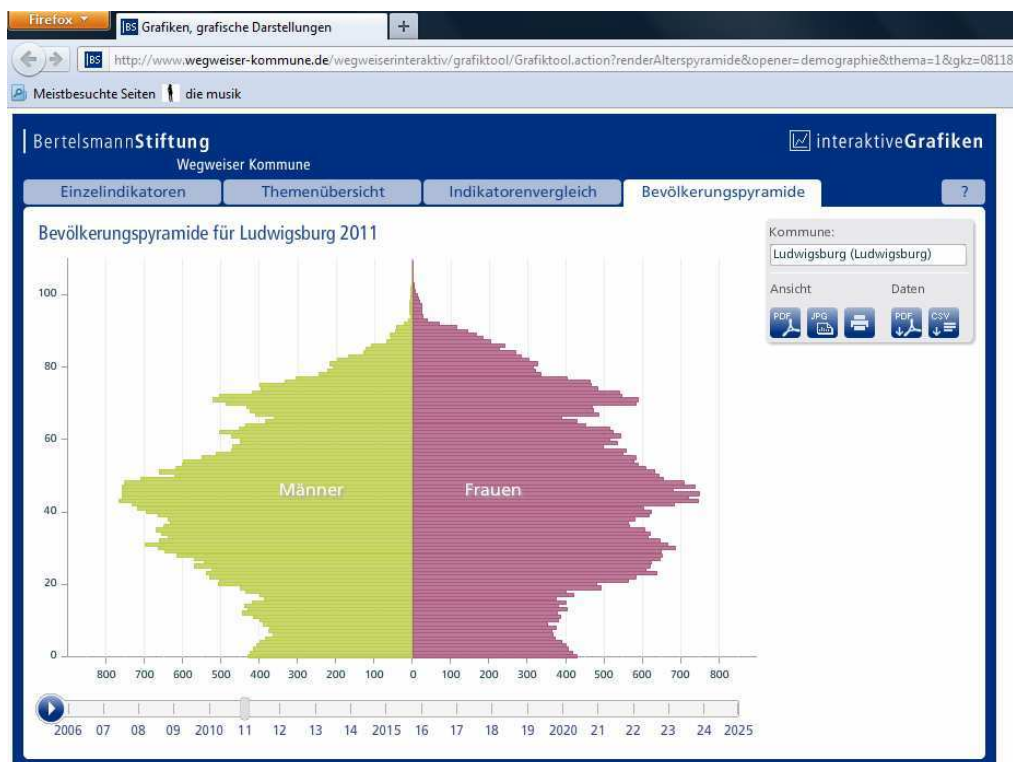 Firefox
BS Grafiken, grafische Darstellungen +
BS http://www.wegweiser-kommune.de/wegweiserinteraktiv/grafiktool/Grafiktool.action?renderAlterspyramide&opener=demographie&thema=1&gkz=08118
Meistbesuchte Seiten die musik
BertelsmannStiftung
Wegweiser Kommune
interaktiveGrafiken
Einzelindikatoren Themenübersicht Indikatorenvergleich Bevölkerungspyramide ?
Bevölkerungspyramide für Ludwigsburg 2011
Kommune:
Ludwigsburg (Ludwigsburg)
Ansicht Daten
PDF JPG PDF CSV
100
80
60
Männer Frauen
40
20
0
800 700 600 500 400 300 200 100 0 100 200 300 400 500 600 700 800
2006 07 08 09 2010 11 12 13 14 2015 16 17 18 19 2020 21 22 23 24 2025